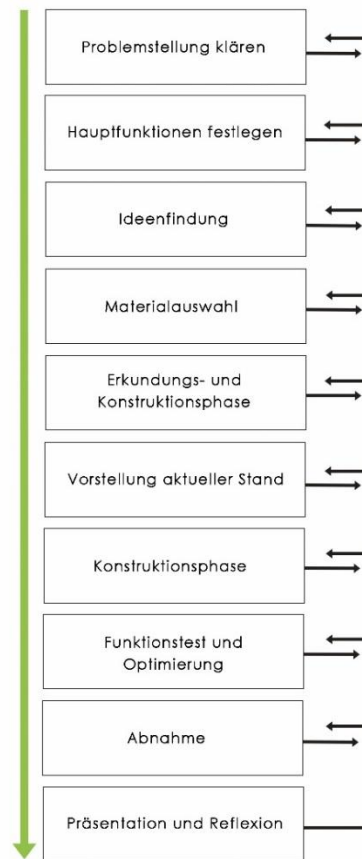 Problemstellung klären
Hauptfunktionen festlegen
Ideenfindung
Materialauswahl
Erkundungs- und
Konstruktionsphase
Vorstellung aktueller Stand
Konstruktionsphase
Funktionstest und
Optimierung
Abnahme
Präsentation und Reflexion